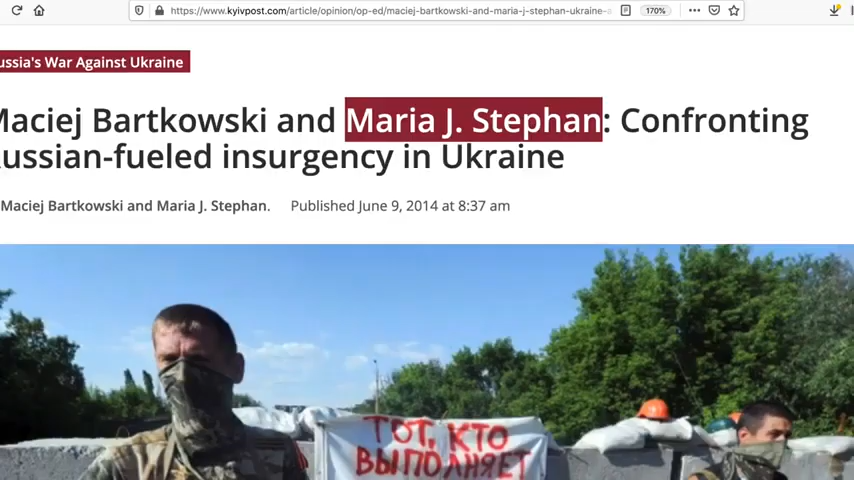 https://www.kyivpost.com/article/opinion/op-ed/maciej-bartkowski-and-maria-j-stephan-ukraine-
170%
ussia's War Against Ukraine
Maciej Bartkowski and Maria J. Stephan: Confronting
ussian-fueled insurgency in Ukraine
Maciej Bartkowski and Maria J. Stephan. Published June 9, 2014 at 8:37 am
ТОТ, КТО
ВЫПОЛНЯЕТ